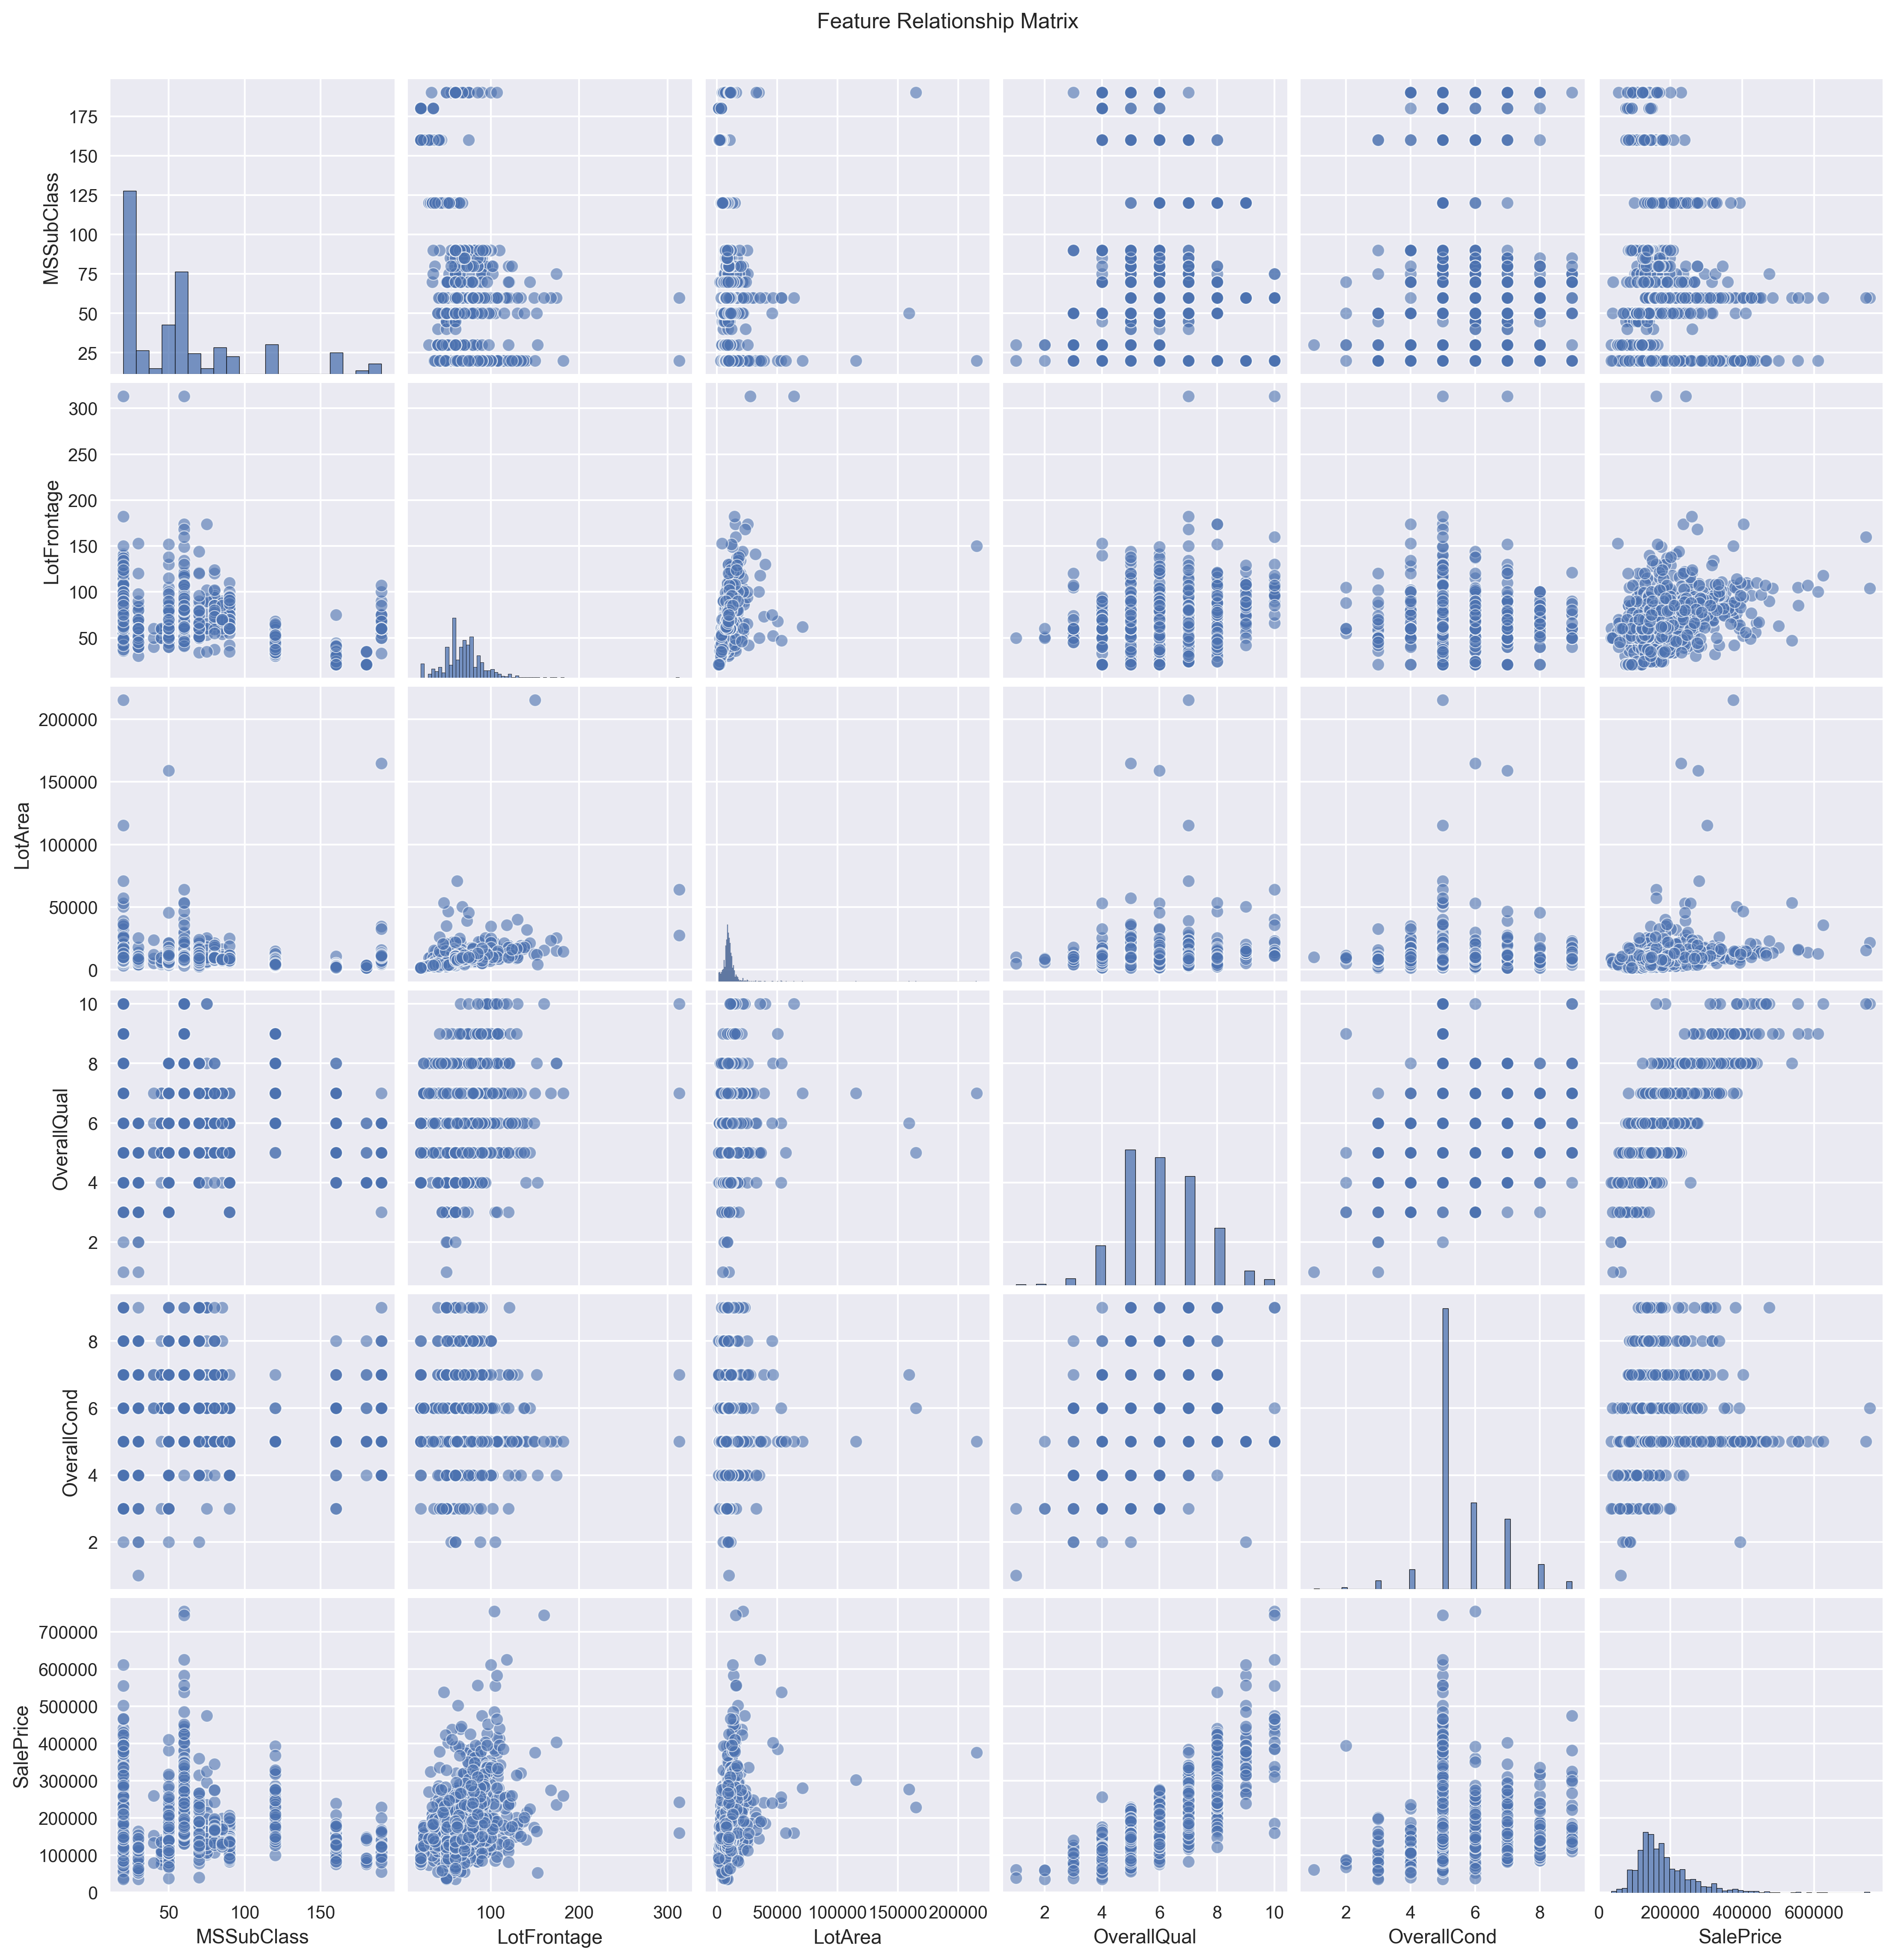 Feature Relationship Matrix
175
150
125
100
75
50
25
MSSubClass
300
250
200
150
100
50
LotFrontage
200000
150000
100000
50000
0
LotArea
10
8
6
4
2
OverallQual
8
6
4
2
OverallCond
700000
600000
500000
400000
300000
200000
100000
0
SalePrice
50 100 150
MSSubClass
100 200 300
LotFrontage
0 50000 100000 150000 200000
LotArea
2 4 6 8 10
OverallQual
2 4 6 8
OverallCond
0 200000 400000 600000
SalePrice